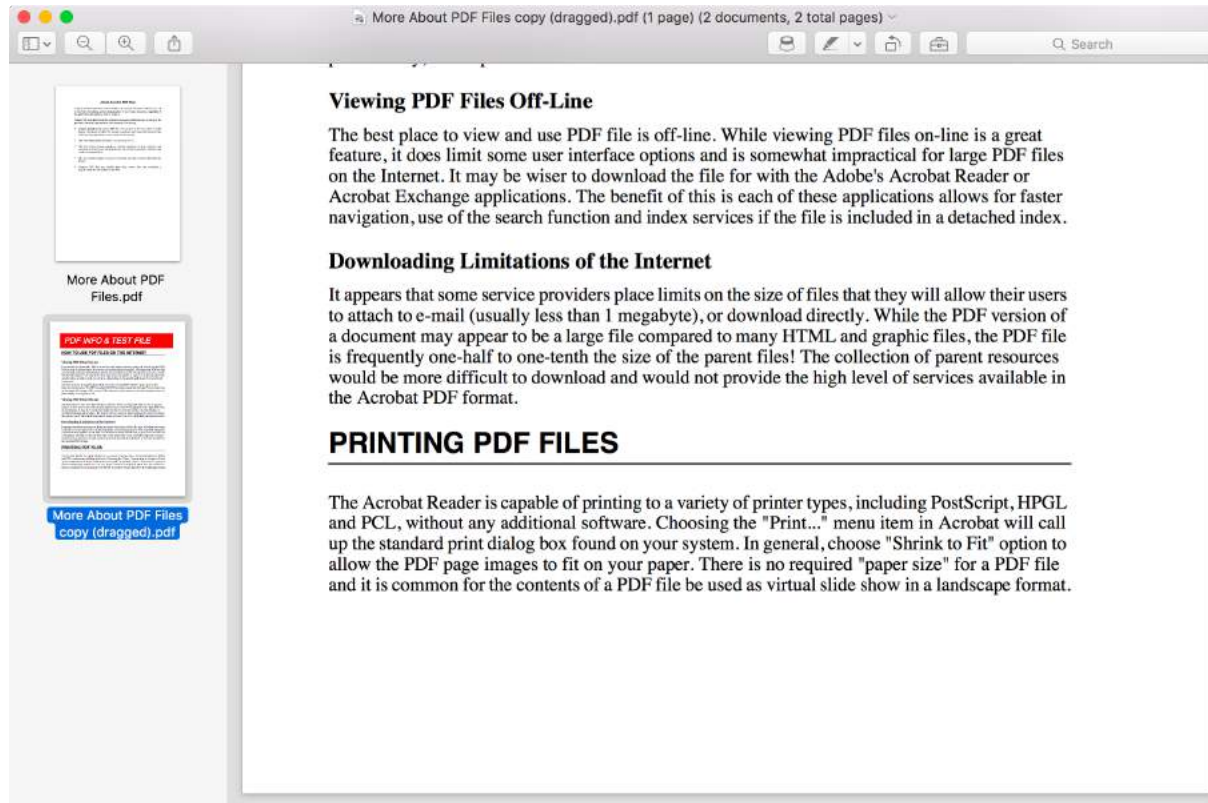 More About PDF Files copy (dragged).pdf (1 page) (2 documents, 2 total pages)
Search
More About PDF
Files.pdf
PDF INFO & TEST FILE
HOW TO USE PDF FILES ON THE INTERNET
PRINTING PDF FILES
More About PDF Files
copy (dragged).pdf
Viewing PDF Files Off-Line
The best place to view and use PDF file is off-line. While viewing PDF files on-line is a great
feature, it does limit some user interface options and is somewhat impractical for large PDF files
on the Internet. It may be wiser to download the file for with the Adobe's Acrobat Reader or
Acrobat Exchange applications. The benefit of this is each of these applications allows for faster
navigation, use of the search function and index services if the file is included in a detached index.
Downloading Limitations of the Internet
It appears that some service providers place limits on the size of files that they will allow their users
to attach to e-mail (usually less than 1 megabyte), or download directly. While the PDF version of
a document may appear to be a large file compared to many HTML and graphic files, the PDF file
is frequently one-half to one-tenth the size of the parent files! The collection of parent resources
would be more difficult to download and would not provide the high level of services available in
the Acrobat PDF format.
PRINTING PDF FILES
The Acrobat Reader is capable of printing to a variety of printer types, including PostScript, HPGL
and PCL, without any additional software. Choosing the "Print..." menu item in Acrobat will call
up the standard print dialog box found on your system. In general, choose "Shrink to Fit" option to
allow the PDF page images to fit on your paper. There is no required "paper size" for a PDF file
and it is common for the contents of a PDF file be used as virtual slide show in a landscape format.